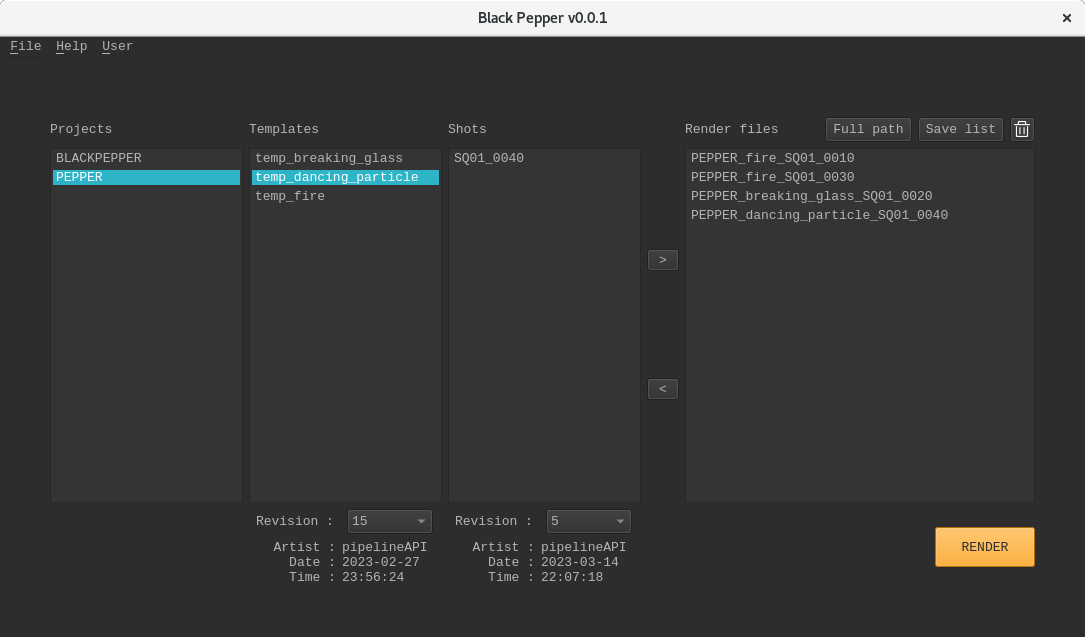 Black Pepper v0.0.1
File Help User
Projects Templates Shots Render files Full path Save list
BLACKPEPPER temp_breaking_glass SQ01_0040 PEPPER_fire_SQ01_0010
PEPPER temp_dancing_particle PEPPER_fire_SQ01_0030
temp_fire PEPPER_breaking_glass_SQ01_0020
PEPPER_dancing_particle_SQ01_0040
>
<
Revision : 15 Revision : 5
Artist : pipelineAPI Artist : pipelineAPI
Date : 2023-02-27 Date : 2023-03-14
Time : 23:56:24 Time : 22:07:18
RENDER